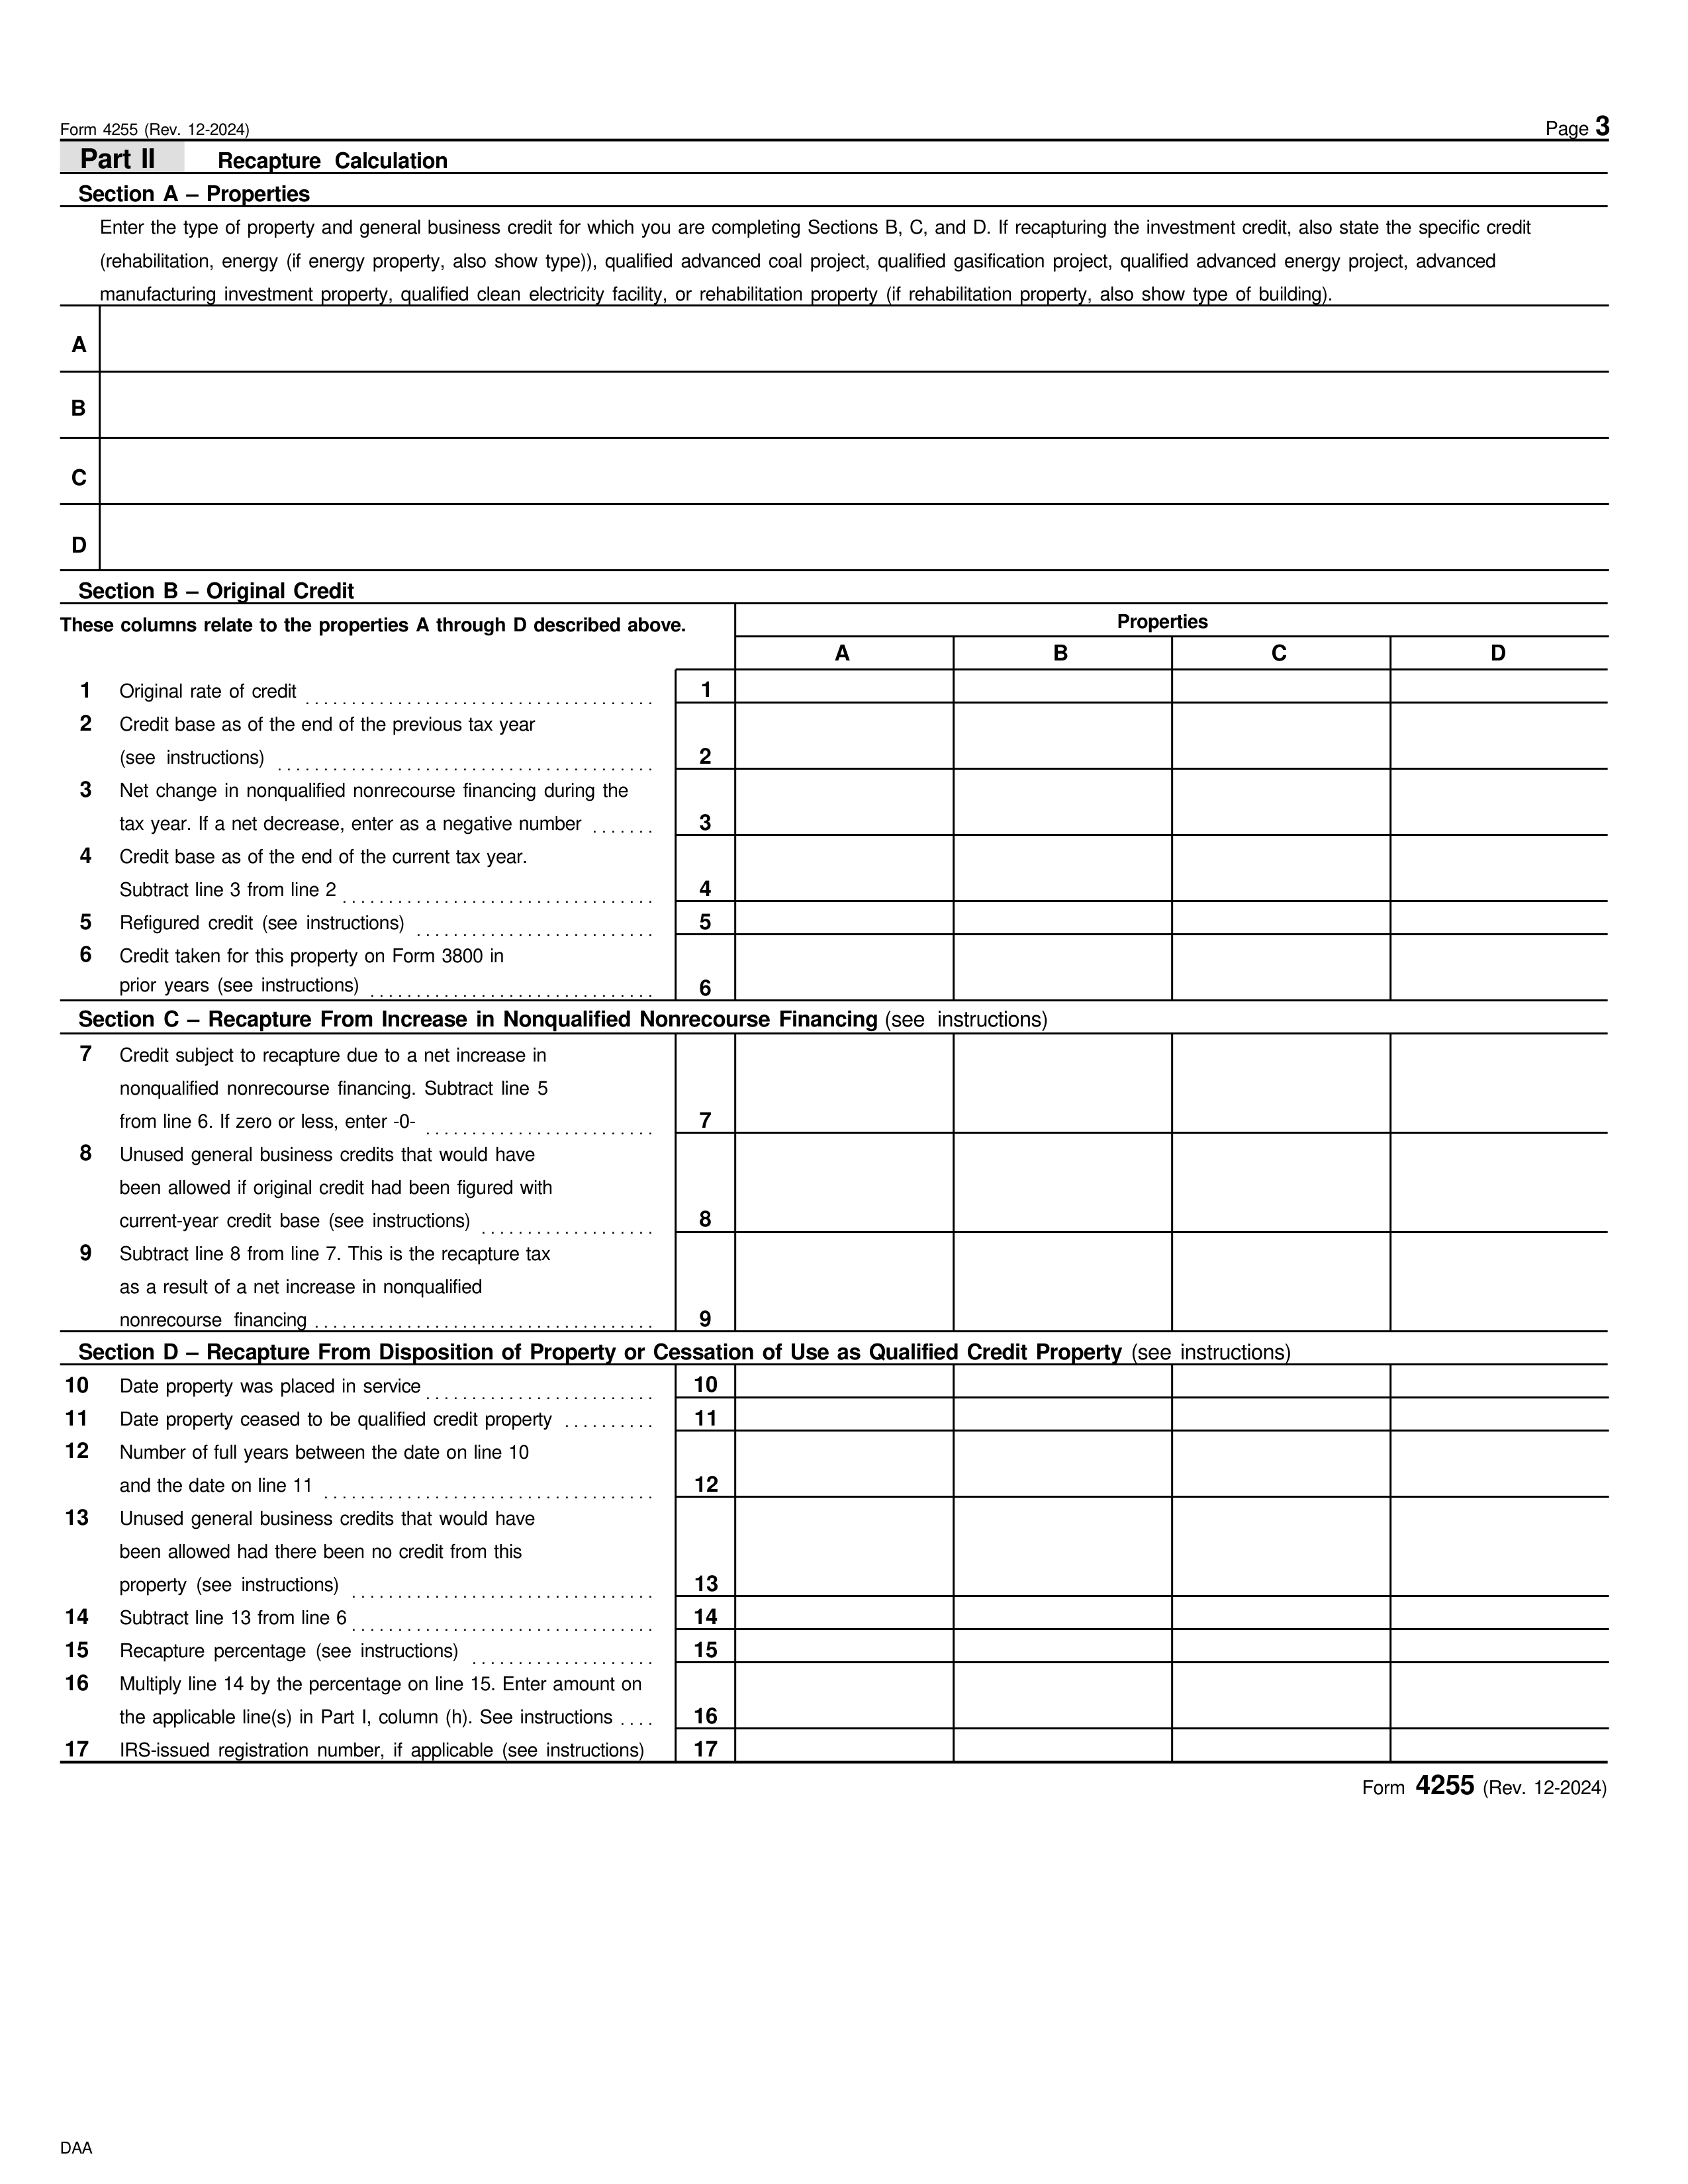 Form 4255 (Rev. 12-2024) Page 3
Part II Recapture Calculation
Section A – Properties
Enter the type of property and general business credit for which you are completing Sections B, C, and D. If recapturing the investment credit, also state the specific credit
(rehabilitation, energy (if energy property, also show type)), qualified advanced coal project, qualified gasification project, qualified advanced energy project, advanced
manufacturing investment property, qualified clean electricity facility, or rehabilitation property (if rehabilitation property, also show type of building).
A
B
C
D
Section B – Original Credit
These columns relate to the properties A through D described above. Properties
A B C D
1 Original rate of credit 1
2 Credit base as of the end of the previous tax year
(see instructions) 2
3 Net change in nonqualified nonrecourse financing during the
tax year. If a net decrease, enter as a negative number 3
4 Credit base as of the end of the current tax year.
Subtract line 3 from line 2 4
5 Refigured credit (see instructions) 5
6 Credit taken for this property on Form 3800 in
prior years (see instructions) 6
Section C – Recapture From Increase in Nonqualified Nonrecourse Financing (see instructions)
7 Credit subject to recapture due to a net increase in
nonqualified nonrecourse financing. Subtract line 5
from line 6. If zero or less, enter -0- 7
8 Unused general business credits that would have
been allowed if original credit had been figured with
current-year credit base (see instructions) 8
9 Subtract line 8 from line 7. This is the recapture tax
as a result of a net increase in nonqualified
nonrecourse financing 9
Section D – Recapture From Disposition of Property or Cessation of Use as Qualified Credit Property (see instructions)
10 Date property was placed in service 10
11 Date property ceased to be qualified credit property 11
12 Number of full years between the date on line 10
and the date on line 11 12
13 Unused general business credits that would have
been allowed had there been no credit from this
property (see instructions) 13
14 Subtract line 13 from line 6 14
15 Recapture percentage (see instructions) 15
16 Multiply line 14 by the percentage on line 15. Enter amount on
the applicable line(s) in Part I, column (h). See instructions 16
17 IRS-issued registration number, if applicable (see instructions) 17
Form 4255 (Rev. 12-2024)
DAA